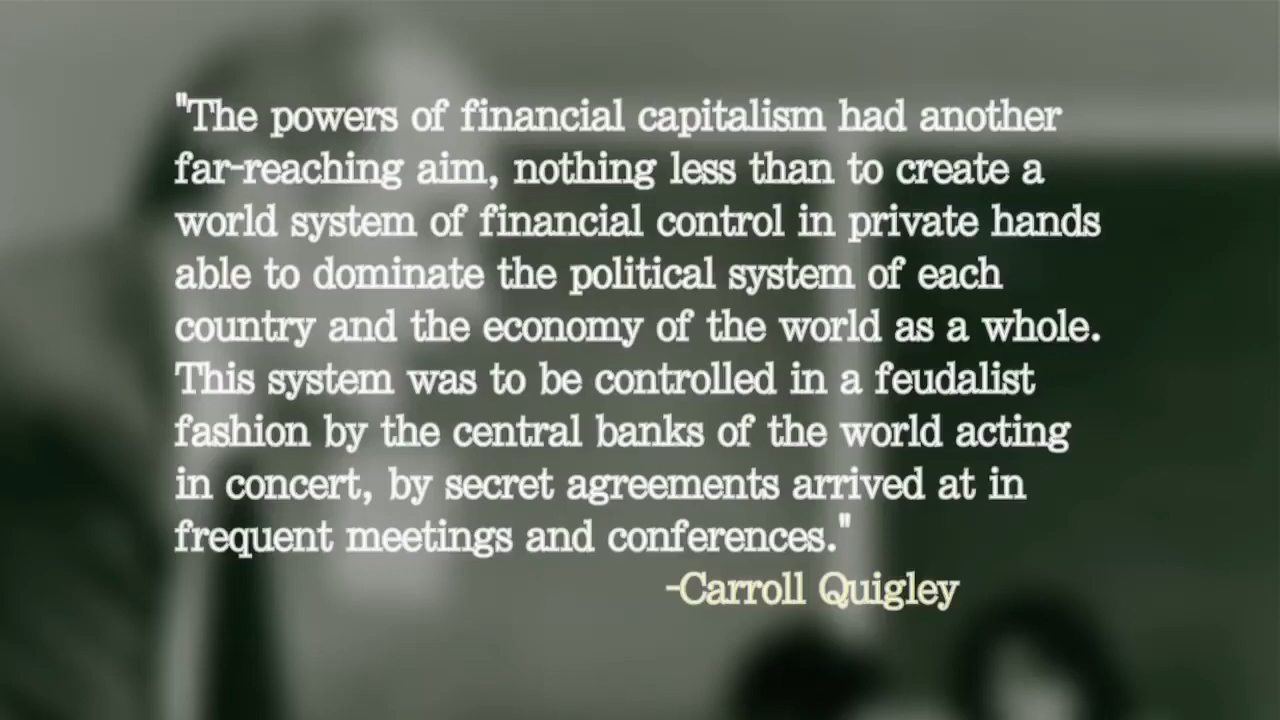 "The powers of financial capitalism had another
far-reaching aim, nothing less than to create a
world system of financial control in private hands
able to dominate the political system of each
country and the economy of the world as a whole.
This system was to be controlled in a feudalist
fashion by the central banks of the world acting
in concert, by secret agreements arrived at in
frequent meetings and conferences."
-Carroll Quigley